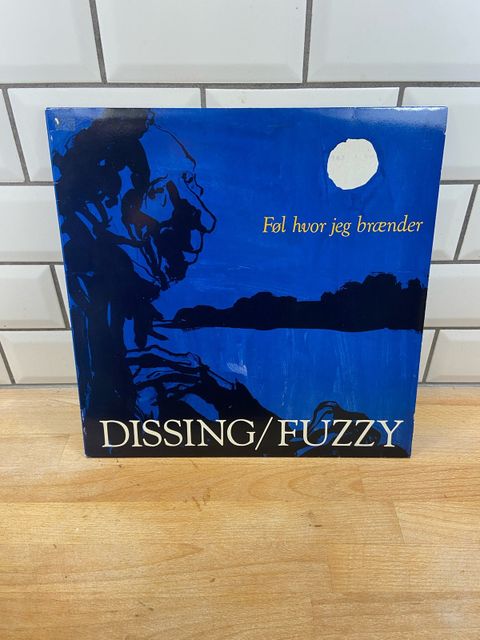 Føl hvor jeg brænder
DISSING/FUZZY